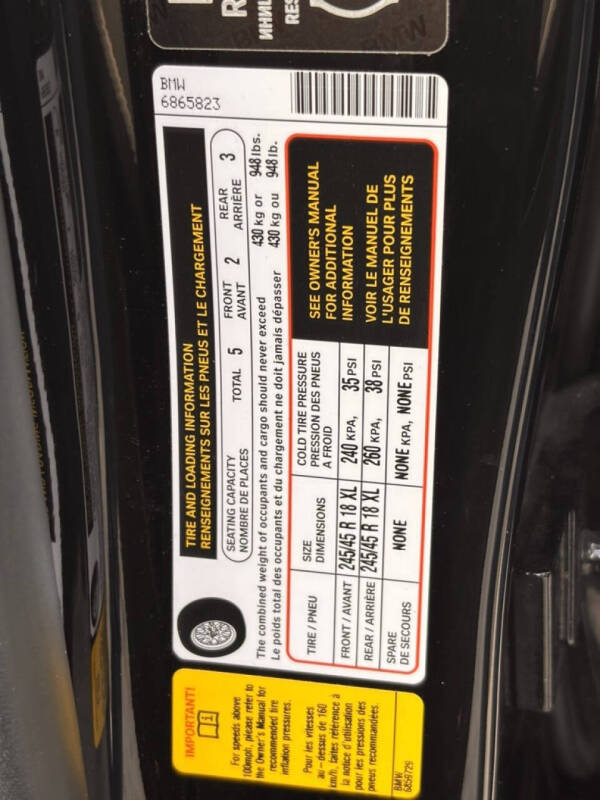 BMW
6865823
TIRE AND LOADING INFORMATION
RENSEIGNEMENTS SUR LES PNEUS ET LE CHARGEMENT
SEATING CAPACITY
NOMBRE DE PLACES
TOTAL 5
FRONT
AVANT 2
REAR
ARRIÈRE 3
The combined weight of occupants and cargo should never exceed 430 kg or 948 lbs.
Le poids total des occupants et du chargement ne doit jamais dépasser 430 kg ou 948 lb.
TIRE / PNEU
SIZE
DIMENSIONS
COLD TIRE PRESSURE
PRESSION DES PNEUS
A FROID
FRONT / AVANT 245/45 R 18 XL 240 KPA, 35 PSI
REAR / ARRIÈRE 245/45 R 18 XL 260 KPA, 38 PSI
SPARE
DE SECOURS NONE NONE KPA, NONE PSI
SEE OWNER'S MANUAL
FOR ADDITIONAL
INFORMATION
VOIR LE MANUEL DE
L'USAGER POUR PLUS
DE RENSEIGNEMENTS
IMPORTANT!
For speeds above
100mph, please refer to
the Owner's Manual for
recommended tire
inflation pressures.
Pour les vitesses
au-dessus de 160
km/h, faites référence à
la notice d'utilisation
pour les pressions des
pneus recommandées.
BMW
6859729
RES
BMW